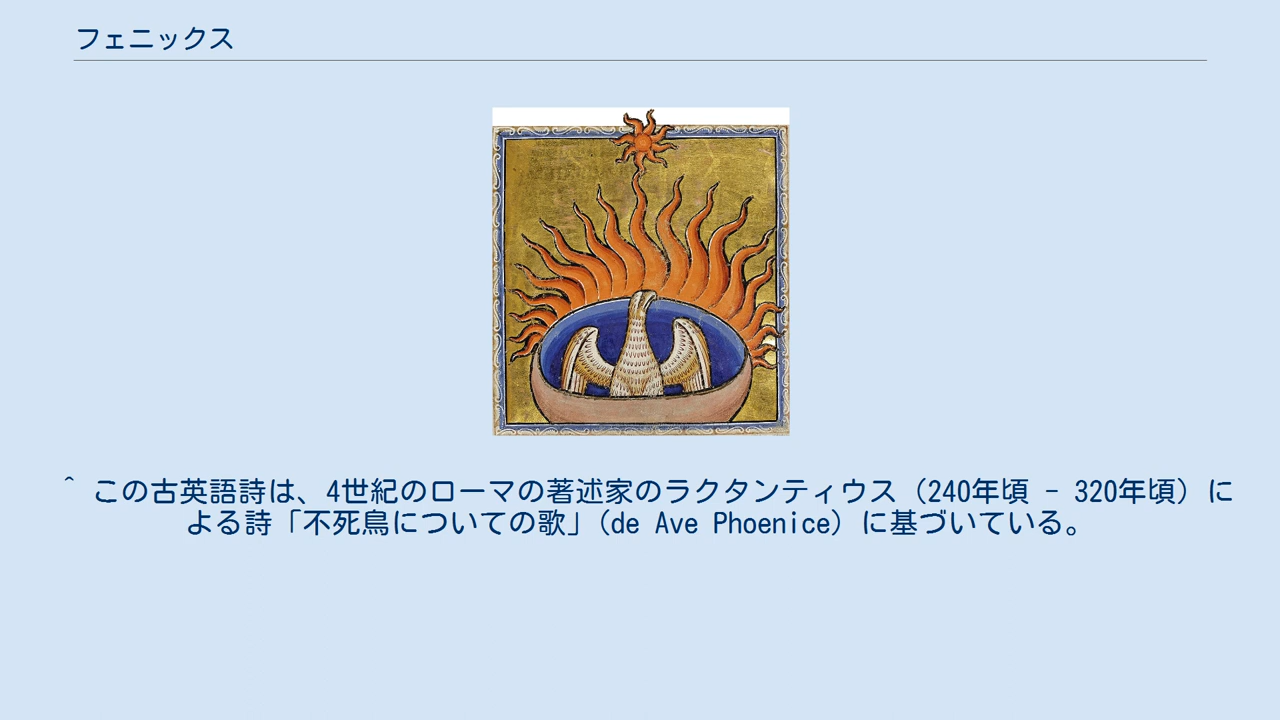 フェニックス
^ この古英語詩は、4世紀のローマの著述家のラクタンティウス（240年頃 - 320年頃）に
よる詩「不死鳥についての歌」（de Ave Phoenice）に基づいている。